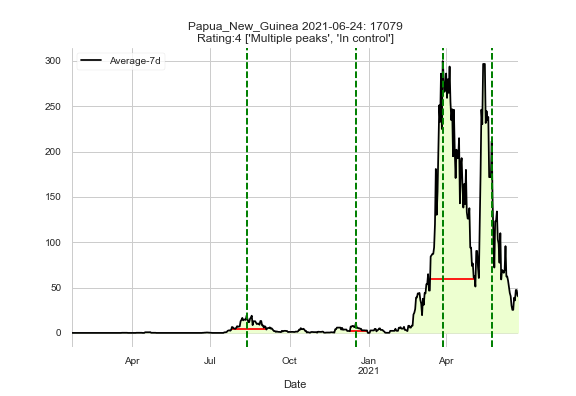 Papua_New_Guinea 2021-06-24: 17079
Rating:4 ['Multiple peaks', 'In control']
Average-7d
300
250
200
150
100
50
0
Apr
Jul
Oct
Jan
2021
Apr
Date